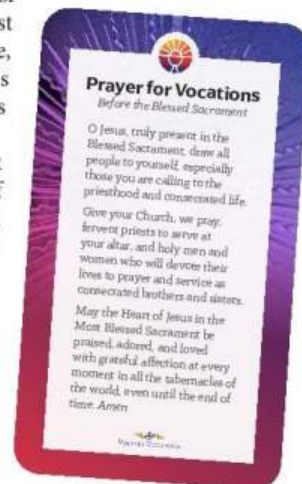 Prayer for Vocations
Before the Blessed Sacrament
O Jesus, truly present in the
Blessed Sacrament, draw all
people to yourself, especially
those you are calling to the
priesthood and consecrated life.
Give your Church, we pray,
fervent priests to serve at
your altar, and holy men and
women who will devote their
lives to prayer and service as
consecrated brothers and sisters.
May the Heart of Jesus in the
Most Blessed Sacrament be
praised, adored, and loved
with grateful affection at every
moment in all the tabernacles of
the world, even until the end of
time. Amen